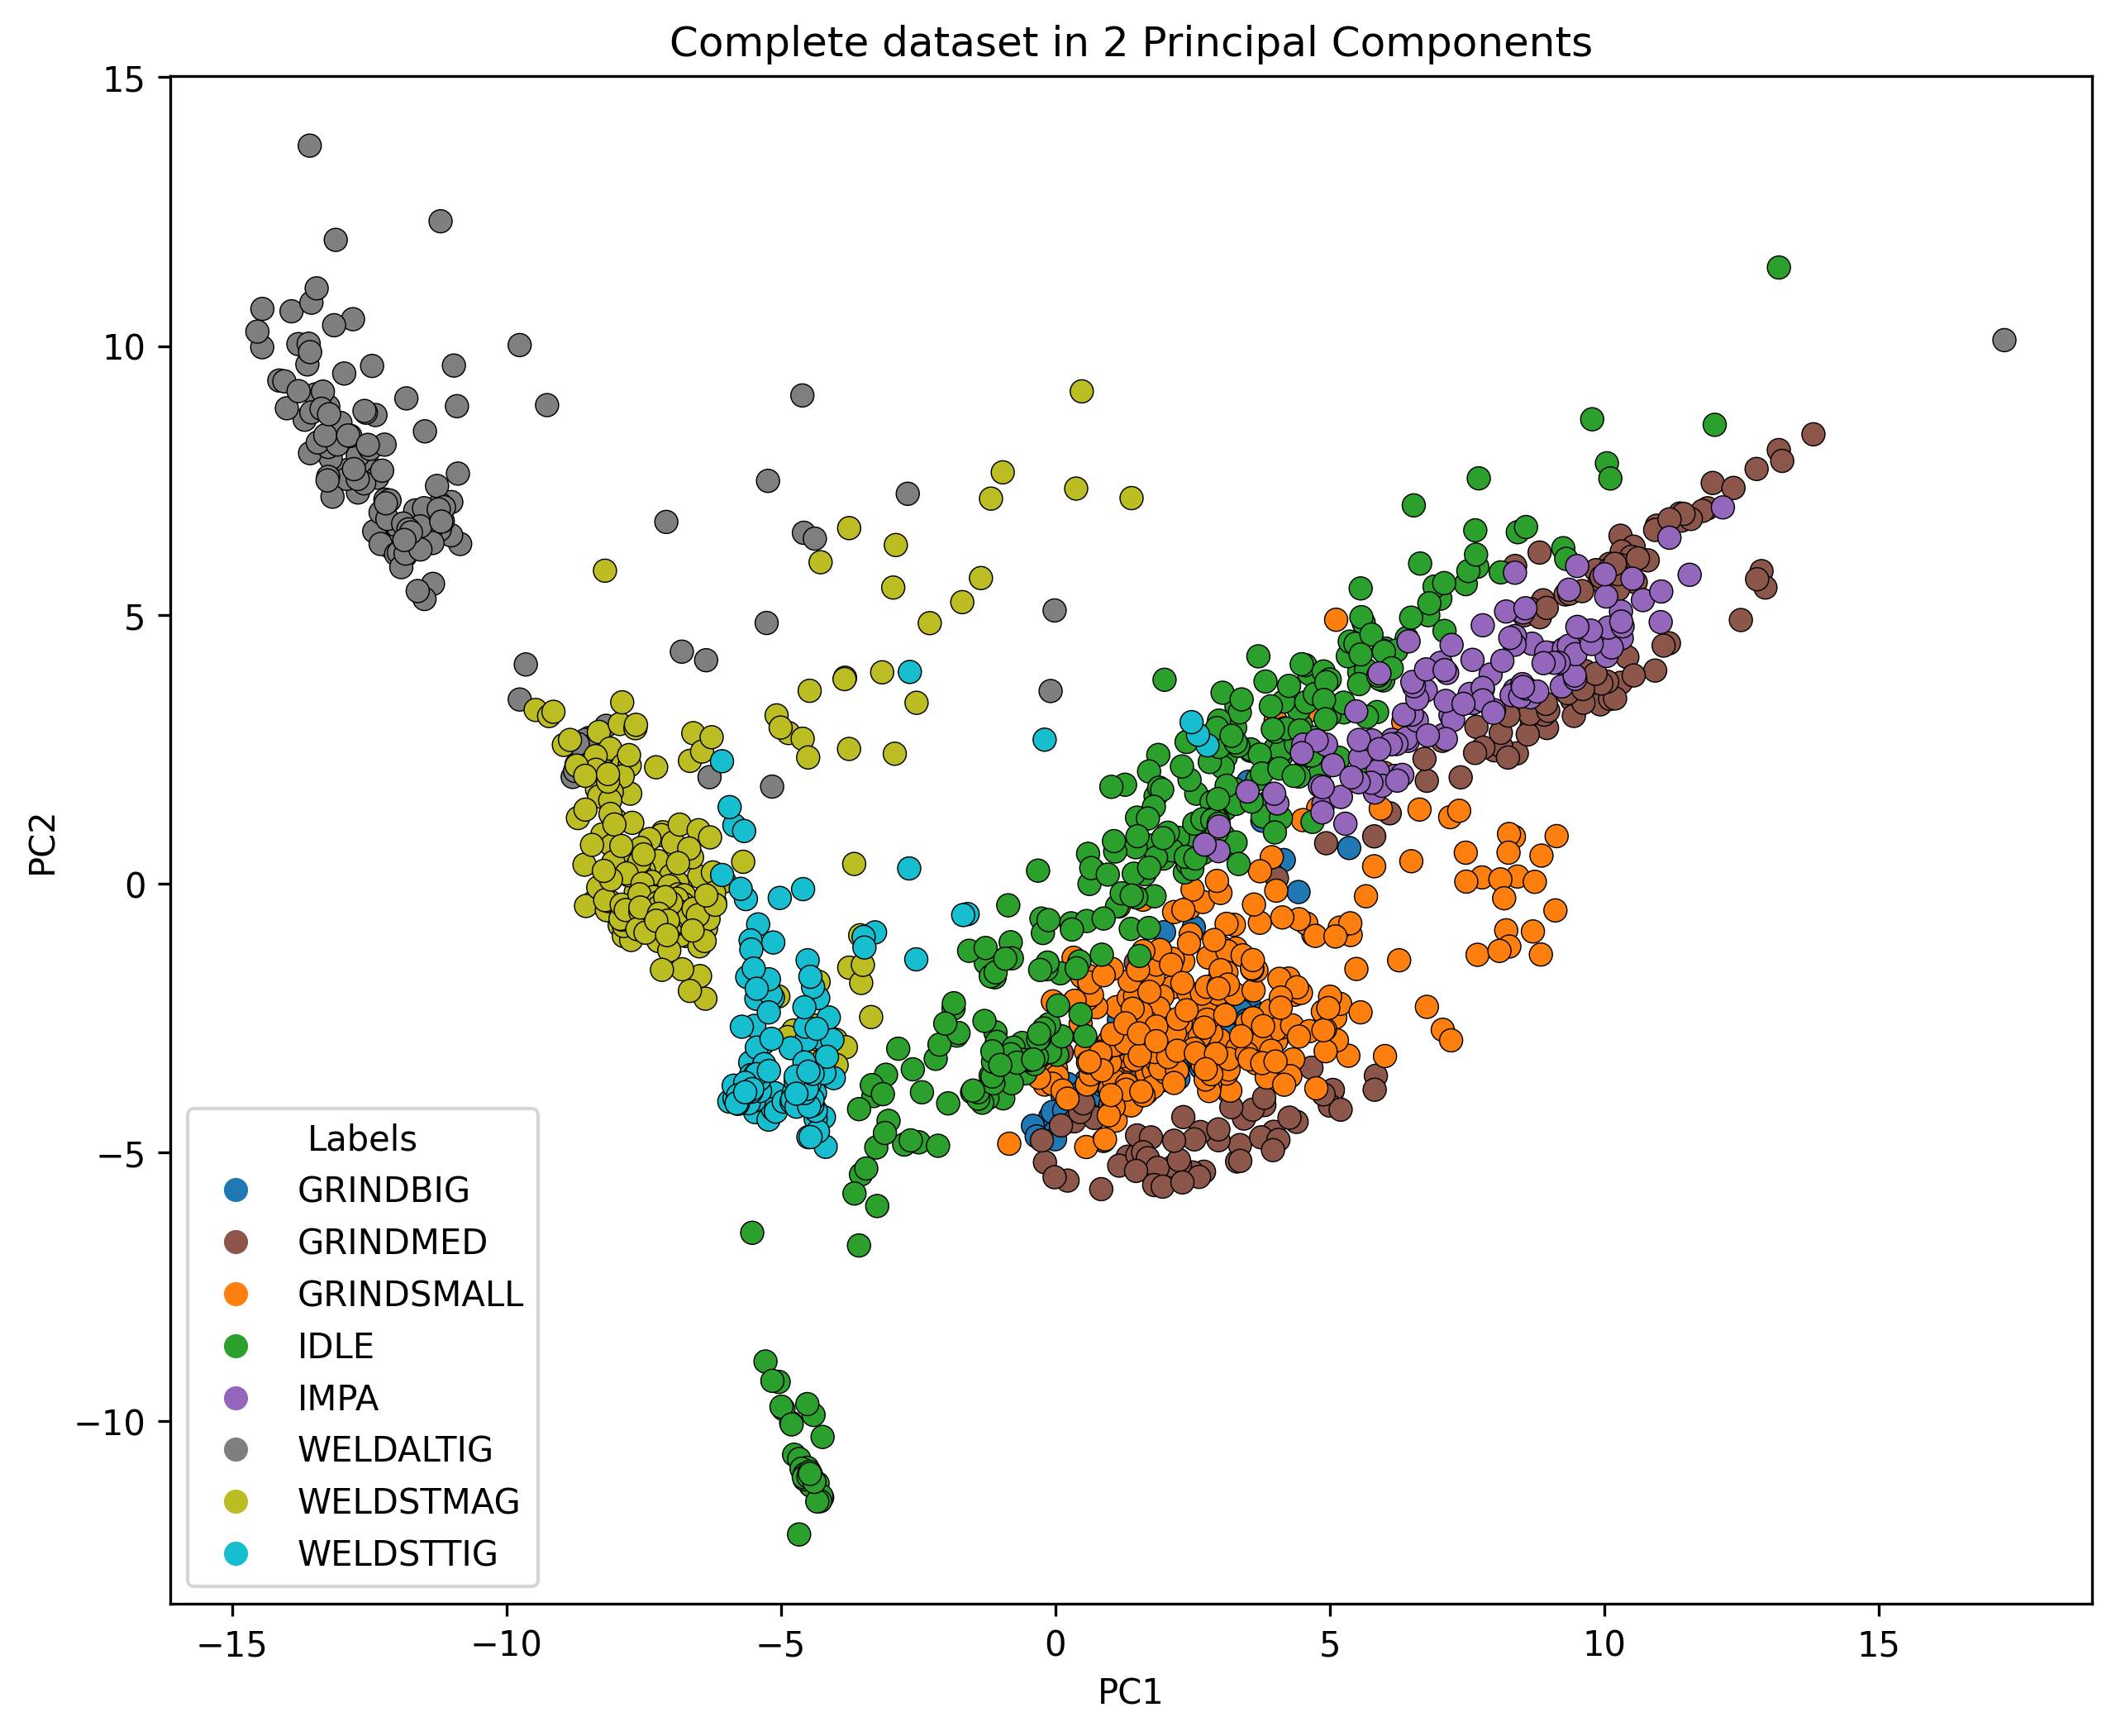 Complete dataset in 2 Principal Components
15
10
5
0
−5
−10
PC2
Labels
GRINDBIG
GRINDMED
GRINDSMALL
IDLE
IMPA
WELDALTIG
WELDSTMAG
WELDSTTIG
−15 −10 −5 0 5 10 15
PC1